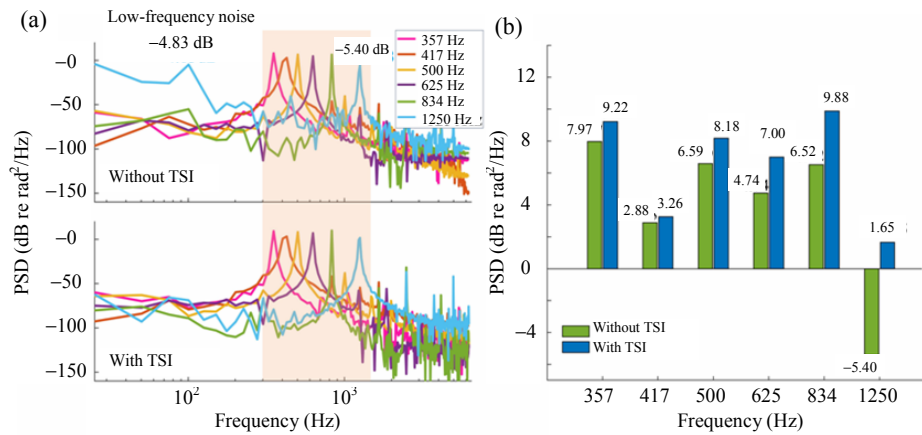 (a)
Low-frequency noise
−4.83 dB
−5.40 dB
357 Hz
417 Hz
500 Hz
625 Hz
834 Hz
1250 Hz
−0
−50
−100
−150
Without TSI
−0
−50
−100
−150
With TSI
PSD (dB re rad²/Hz)
10² 10³
Frequency (Hz)
(b)
PSD (dB re rad²/Hz)
12
8
4
0
−4
7.97 9.22
2.88 3.26
6.59 8.18
4.74 7.00
6.52 9.88
−5.40 1.65
Without TSI
With TSI
357 417 500 625 834 1250
Frequency (Hz)